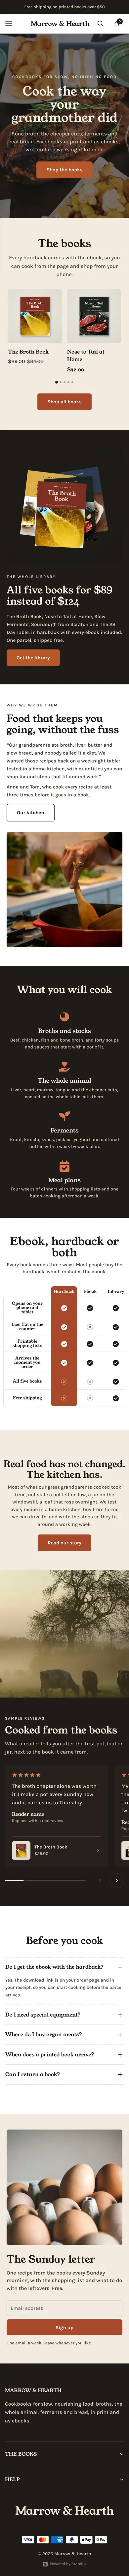 Free shipping on printed books over $50
Marrow & Hearth
0
COOKBOOKS FOR SLOW, NOURISHING FOOD
Cook the way
your
grandmother did
Bone broth, the cheaper cuts, ferments and
real bread. Five books in print and as ebooks,
written for a weeknight kitchen.
Shop the books
The books
Every hardback comes with the ebook, so you
can cook from the page and shop from your
phone.
The Broth Book
$29.00 $34.00
Nose to Tail at
Home
$32.00
Shop all books
The Broth
Book
THE WHOLE LIBRARY
All five books for $89
instead of $124
The Broth Book, Nose to Tail at Home, Slow
Ferments, Sourdough from Scratch and The 28
Day Table, in hardback with every ebook included.
One parcel, shipped free.
Get the library
WHY WE WRITE THEM
Food that keeps you
going, without the fuss
"Our grandparents ate broth, liver, butter and
real bread, and nobody called it a diet. We
wanted those recipes back on a weeknight table:
tested in a home kitchen, with quantities you can
shop for and steps that fit around work."
Anna and Tom, who cook every recipe at least
three times before it goes in a book.
Our kitchen
What you will cook
Broths and stocks
Beef, chicken, fish and bone broth, and forty soups
and sauces that start with a pot of it.
The whole animal
Liver, heart, marrow, tongue and the cheaper cuts,
cooked so the whole table eats them.
Ferments
Kraut, kimchi, kvass, pickles, yoghurt and cultured
butter, with a week by week plan.
Meal plans
Four weeks of dinners with shopping lists and one
batch cooking afternoon a week.
Ebook, hardback or
both
Every book comes three ways. Most people buy the
hardback, which includes the ebook.
Hardback Ebook Library
Opens on your
phone and
tablet
Lies flat on the
counter
Printable
shopping lists
Arrives the
moment you
order
All five books
Free shipping
Real food has not changed.
The kitchen has.
Most of what our great grandparents cooked took
time, not skill: a pot left on low, a jar on the
windowsill, a loaf that rose overnight. We test
every recipe in a home kitchen, buy from farms
we can drive to, and write the steps so they fit
around a working week.
Read our story
SAMPLE REVIEWS
Cooked from the books
What a reader tells you after the first pot, loaf or
jar, next to the book it came from.
The broth chapter alone was worth
it. I make a pot every Sunday now
and it carries us to Thursday.
Reader name
Replace with a real review
The Broth Book
$29.00
Before you cook
Do I get the ebook with the hardback?
Yes. The download link is on your order page and in
your receipt, so you can start cooking before the parcel
arrives.
Do I need special equipment?
Where do I buy organ meats?
When does a printed book arrive?
Can I return a book?
The Sunday letter
One recipe from the books every Sunday
morning, with the shopping list and what to do
with the leftovers. Free.
Email address
Sign up
One email a week. Leave whenever you like.
MARROW & HEARTH
Cookbooks for slow, nourishing food: broths, the
whole animal, ferments and bread, in print and
as ebooks.
THE BOOKS
HELP
Marrow & Hearth
VISA
PayPal
Pay
G Pay
© 2026 Marrow & Hearth